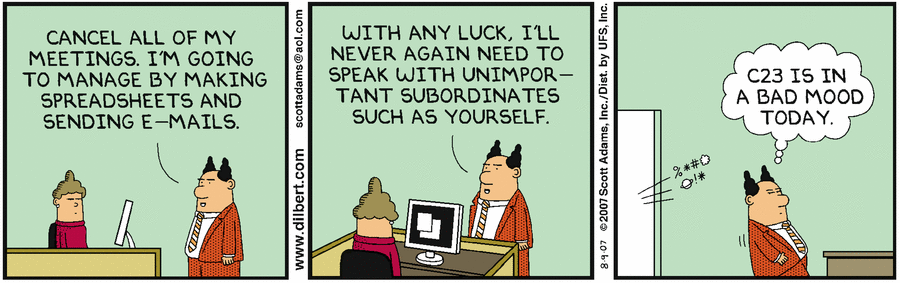 CANCEL ALL OF MY
MEETINGS. I'M GOING
TO MANAGE BY MAKING
SPREADSHEETS AND
SENDING E-MAILS.
www.dilbert.com
scottadams@aol.com
WITH ANY LUCK, I'LL
NEVER AGAIN NEED TO
SPEAK WITH UNIMPOR-
TANT SUBORDINATES
SUCH AS YOURSELF.
8-9-07 ©2007 Scott Adams, Inc./Dist. by UFS, Inc.
%*#
!*
C23 IS IN
A BAD MOOD
TODAY.